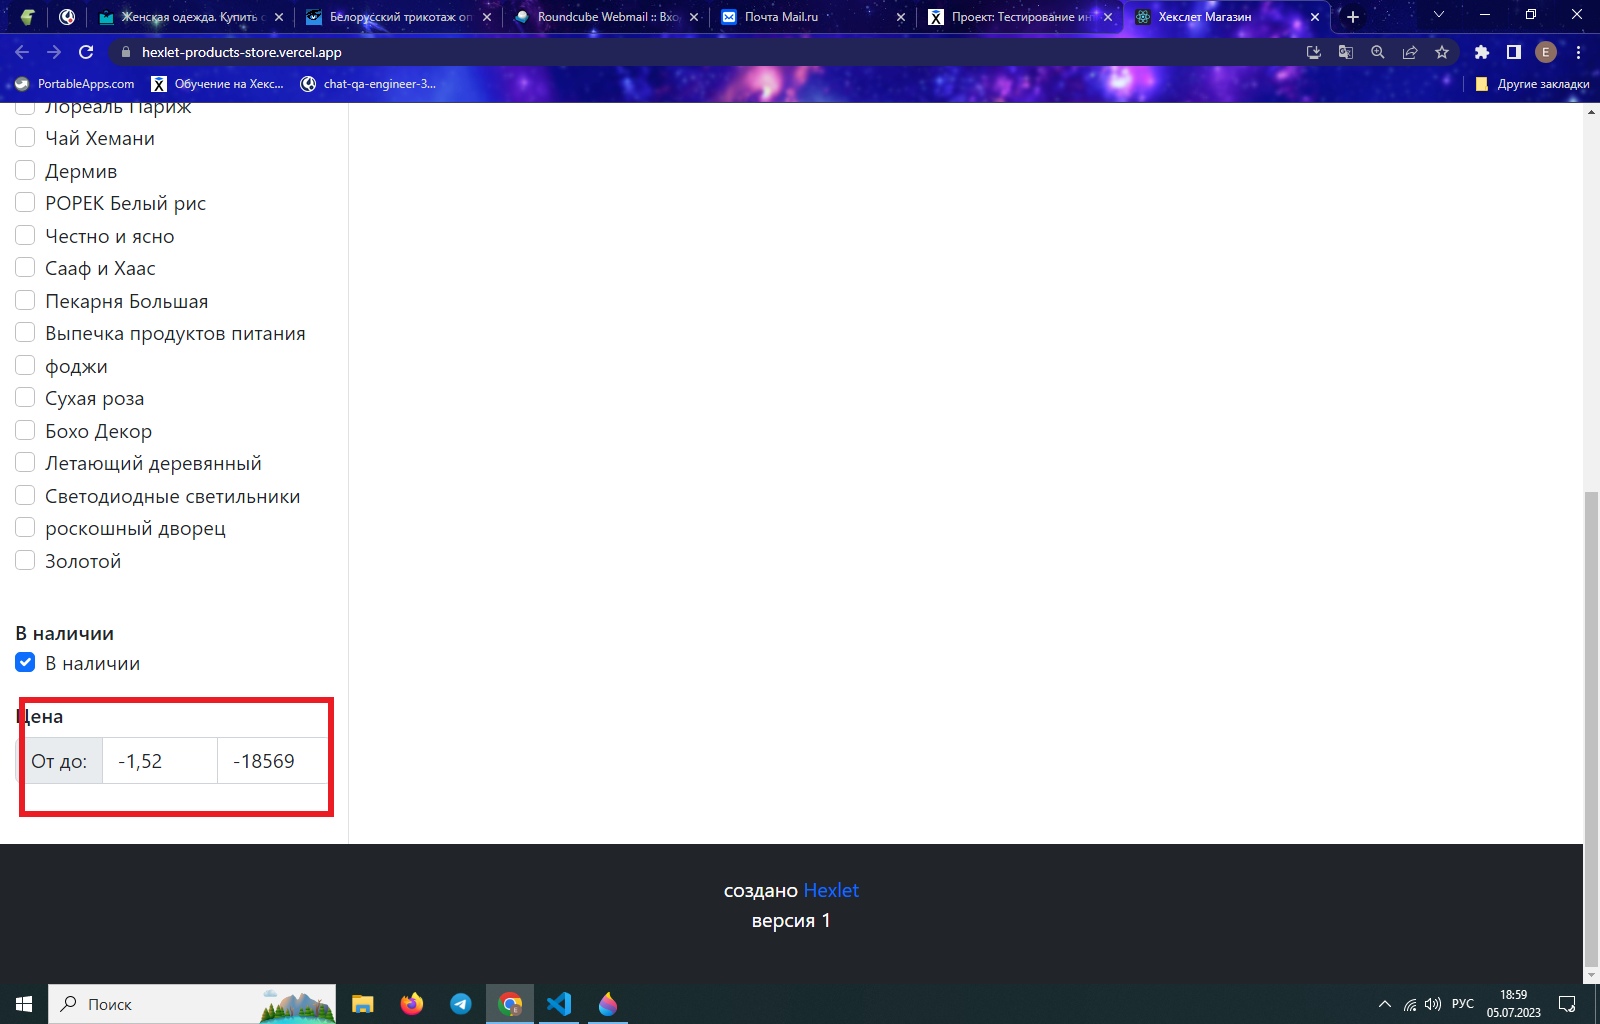 Женская одежда. Купить с
Белорусский трикотаж оп
Roundcube Webmail :: Вхо
Почта Mail.ru
Проект: Тестирование ин
Хекслет Магазин
hexlet-products-store.vercel.app
E
PortableApps.com
Обучение на Хекс...
chat-qa-engineer-3...
Другие закладки
Лореаль Париж
Чай Хемани
Дермив
РОРЕК Белый рис
Честно и ясно
Сааф и Хаас
Пекарня Большая
Выпечка продуктов питания
фоджи
Сухая роза
Бохо Декор
Летающий деревянный
Светодиодные светильники
роскошный дворец
Золотой
В наличии
В наличии
Цена
От до:
-1,52
-18569
создано Hexlet
версия 1
Поиск
РУС
18:59
05.07.2023